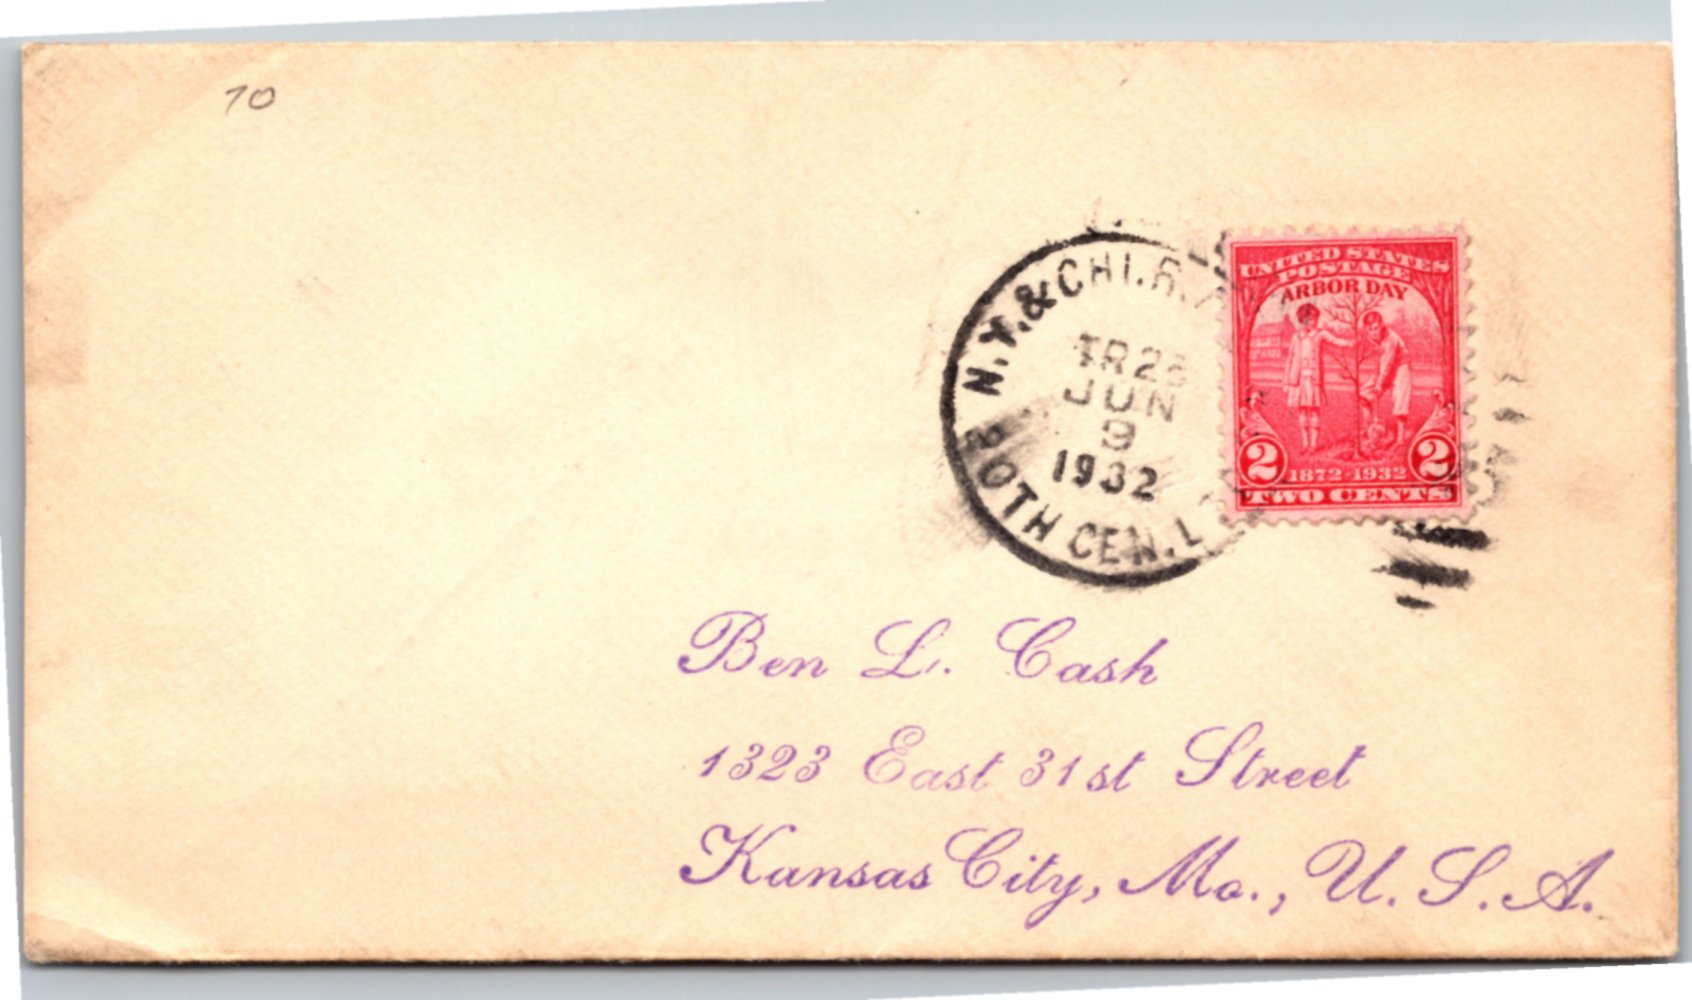 70
N.Y. & CHI. R.
TR 26
JUN
9
1932
20TH CEN. L
UNITED STATES
POSTAGE
ARBOR DAY
2 1872-1932 2
TWO CENTS
Ben L. Cash
1323 East 31st Street
Kansas City, Mo., U. S. A.